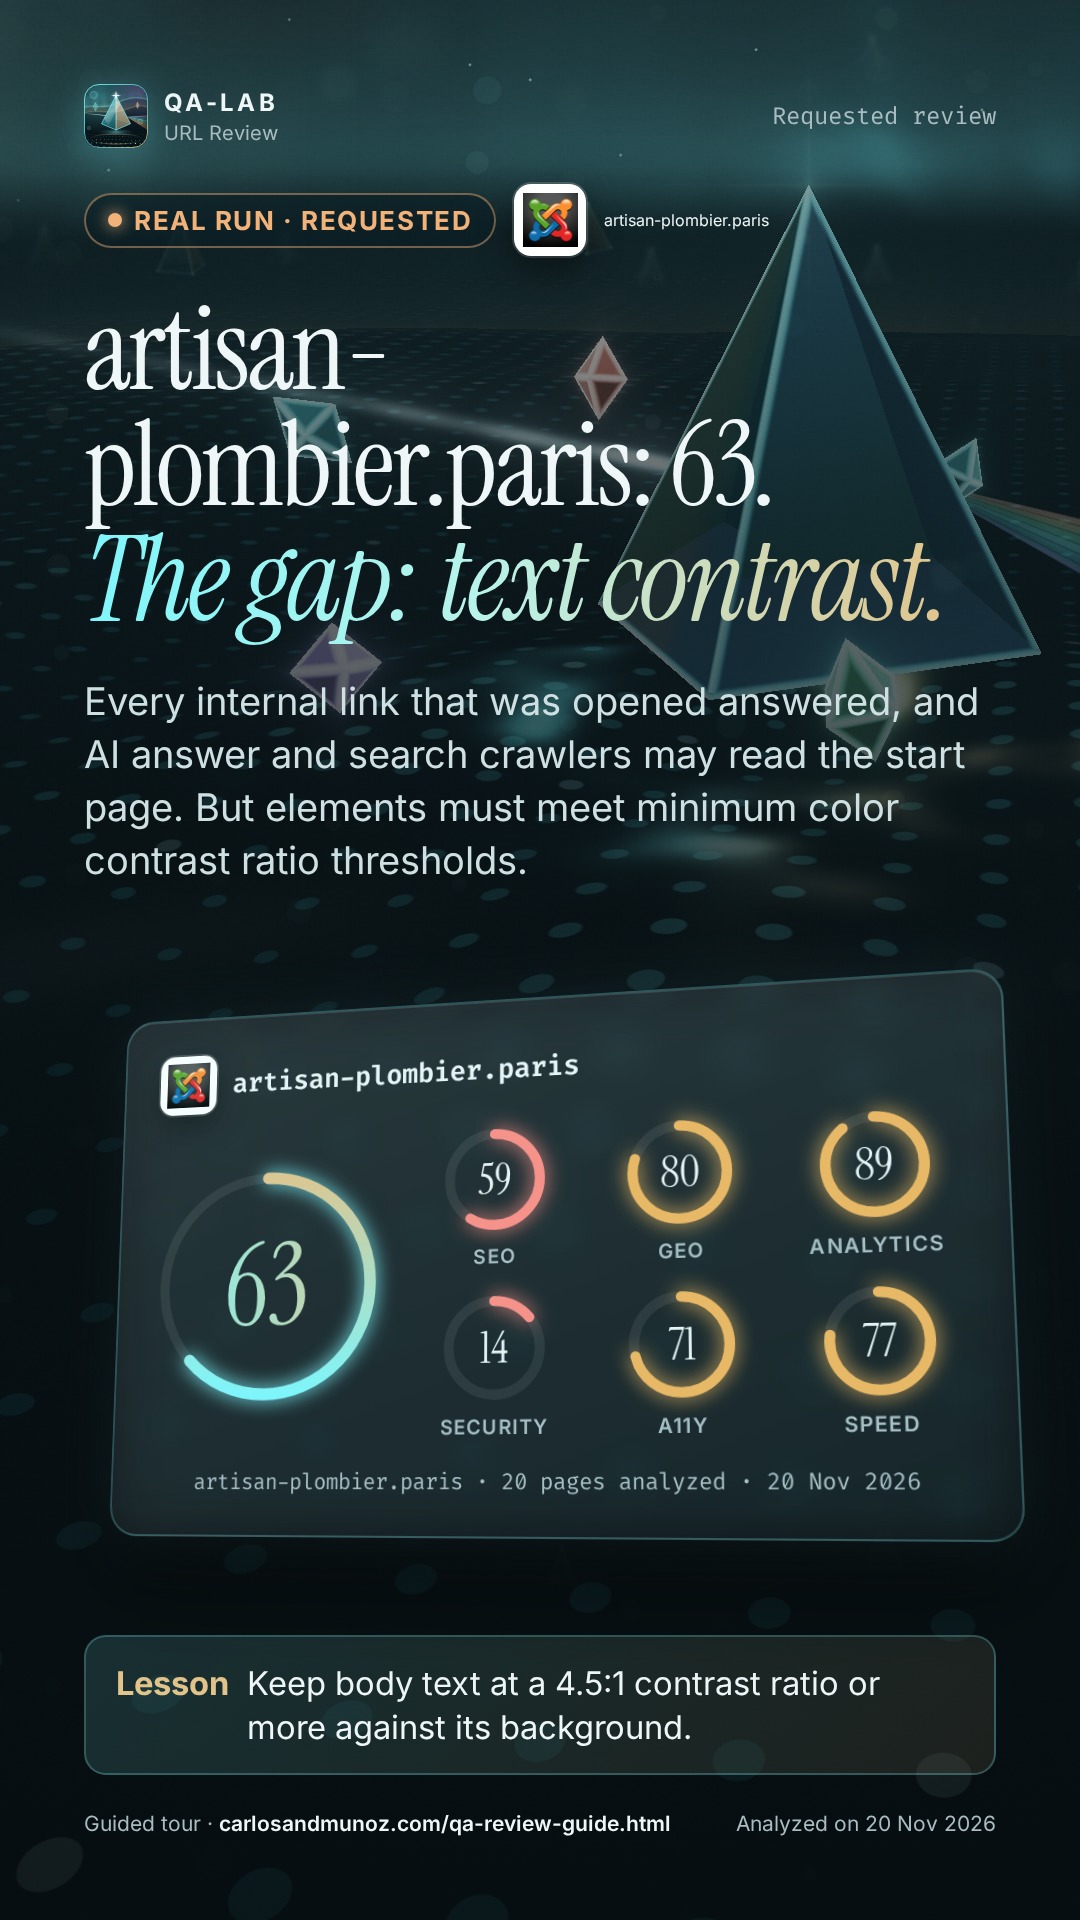 QA-LAB
URL Review
Requested review
REAL RUN · REQUESTED
artisan-plombier.paris
artisan-
plombier.paris: 63.
The gap: text contrast.
Every internal link that was opened answered, and
AI answer and search crawlers may read the start
page. But elements must meet minimum color
contrast ratio thresholds.
artisan-plombier.paris
63
59
SEO
80
GEO
89
ANALYTICS
14
SECURITY
71
A11Y
77
SPEED
artisan-plombier.paris · 20 pages analyzed · 20 Nov 2026
Lesson Keep body text at a 4.5:1 contrast ratio or
more against its background.
Guided tour · carlosandmunoz.com/qa-review-guide.html
Analyzed on 20 Nov 2026